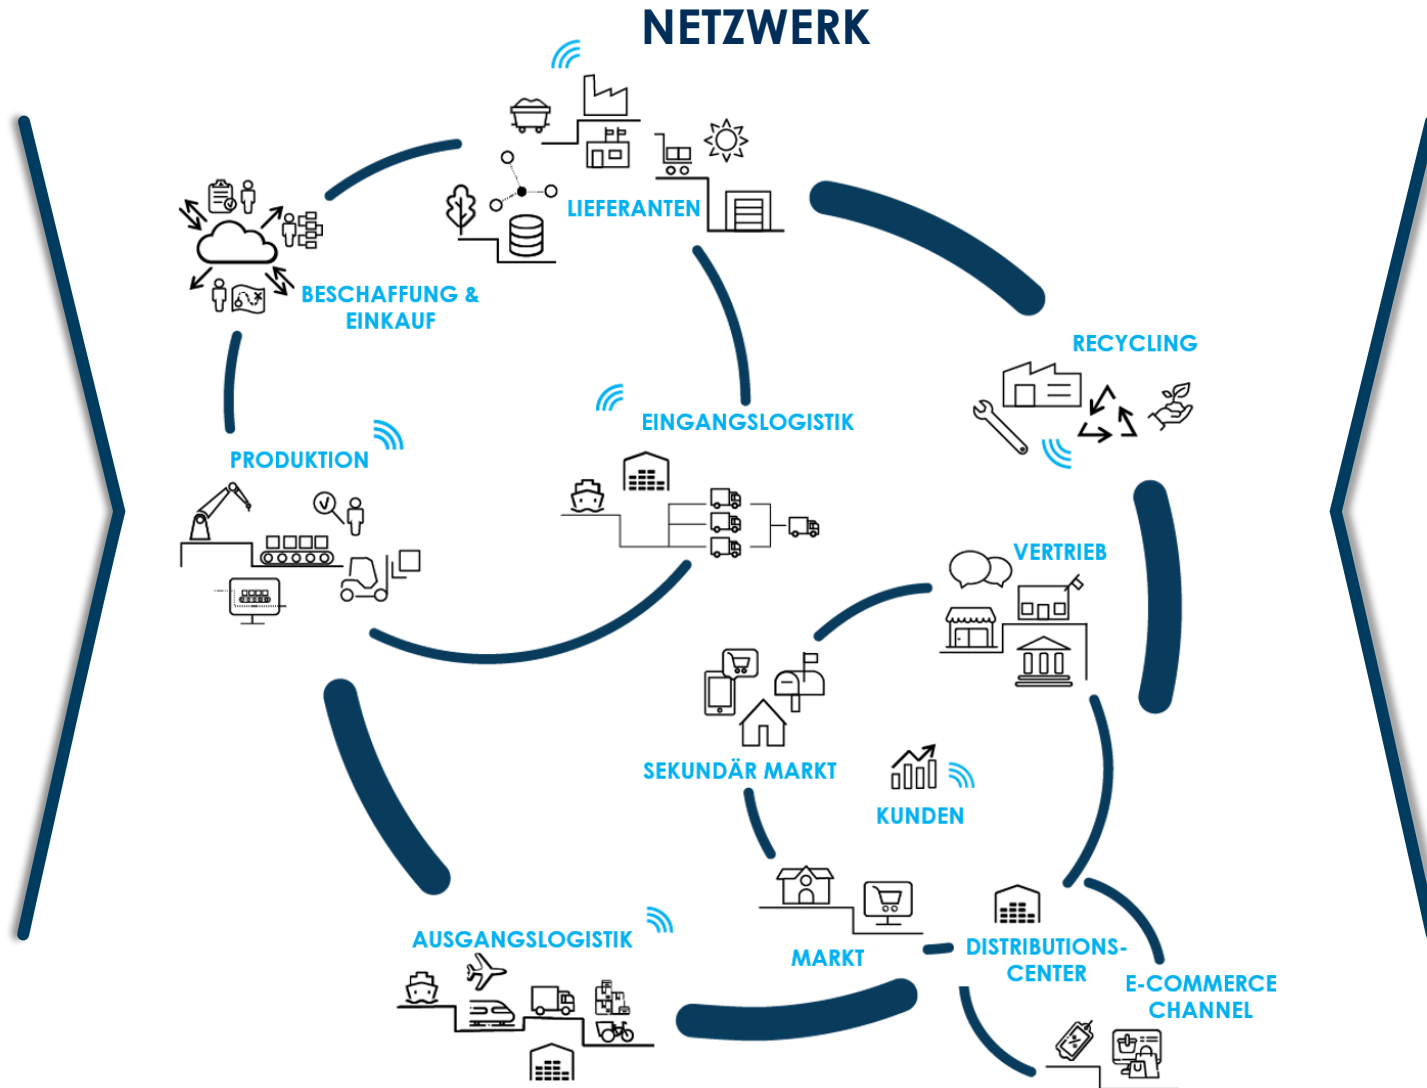 NETZWERK
LIEFERANTEN
BESCHAFFUNG &
EINKAUF
RECYCLING
EINGANGSLOGISTIK
PRODUKTION
VERTRIEB
SEKUNDÄR MARKT
KUNDEN
AUSGANGSLOGISTIK
MARKT
DISTRIBUTIONS-
CENTER
E-COMMERCE
CHANNEL